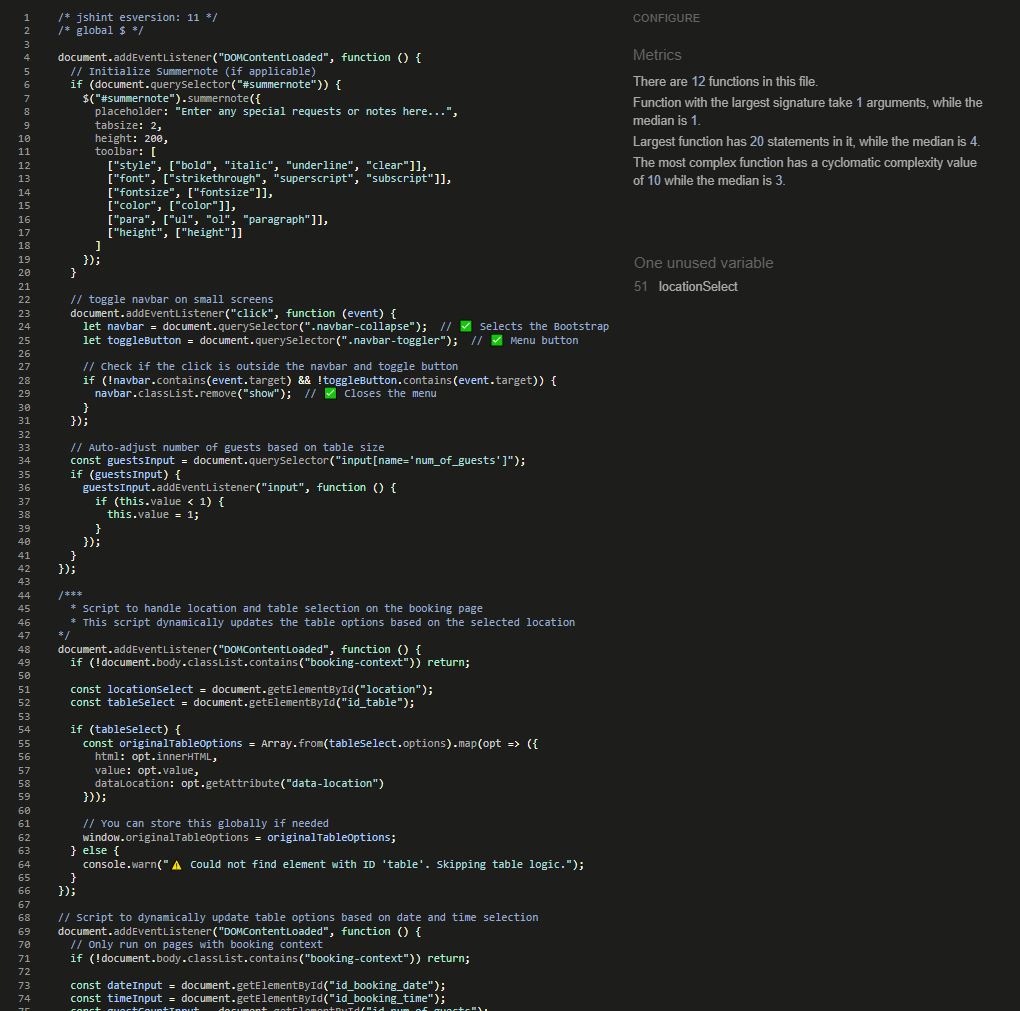 1 /* jshint esversion: 11 */
2 /* global $ */
3
4 document.addEventListener("DOMContentLoaded", function () {
5   // Initialize Summernote (if applicable)
6   if (document.querySelector("#summernote")) {
7     $("#summernote").summernote({
8       placeholder: "Enter any special requests or notes here...",
9       tabsize: 2,
10       height: 200,
11       toolbar: [
12         ["style", ["bold", "italic", "underline", "clear"]],
13         ["font", ["strikethrough", "superscript", "subscript"]],
14         ["fontsize", ["fontsize"]],
15         ["color", ["color"]],
16         ["para", ["ul", "ol", "paragraph"]],
17         ["height", ["height"]]
18       ]
19     });
20   }
21
22   // toggle navbar on small screens
23   document.addEventListener("click", function (event) {
24     let navbar = document.querySelector(".navbar-collapse");  // ✅ Selects the Bootstrap
25     let toggleButton = document.querySelector(".navbar-toggler");  // ✅ Menu button
26
27     // Check if the click is outside the navbar and toggle button
28     if (!navbar.contains(event.target) && !toggleButton.contains(event.target)) {
29       navbar.classList.remove("show");  // ✅ Closes the menu
30     }
31   });
32
33   // Auto-adjust number of guests based on table size
34   const guestsInput = document.querySelector("input[name='num_of_guests']");
35   if (guestsInput) {
36     guestsInput.addEventListener("input", function () {
37       if (this.value < 1) {
38         this.value = 1;
39       }
40     });
41   }
42 });
43
44 /***
45   * Script to handle location and table selection on the booking page
46   * This script dynamically updates the table options based on the selected location
47 */
48 document.addEventListener("DOMContentLoaded", function () {
49   if (!document.body.classList.contains("booking-context")) return;
50
51   const locationSelect = document.getElementById("location");
52   const tableSelect = document.getElementById("id_table");
53
54   if (tableSelect) {
55     const originalTableOptions = Array.from(tableSelect.options).map(opt => ({
56       html: opt.innerHTML,
57       value: opt.value,
58       dataLocation: opt.getAttribute("data-location")
59     }));
60
61     // You can store this globally if needed
62     window.originalTableOptions = originalTableOptions;
63   } else {
64     console.warn("⚠️ Could not find element with ID 'table'. Skipping table logic.");
65   }
66 });
67
68 // Script to dynamically update table options based on date and time selection
69 document.addEventListener("DOMContentLoaded", function () {
70   // Only run on pages with booking context
71   if (!document.body.classList.contains("booking-context")) return;
72
73   const dateInput = document.getElementById("id_booking_date");
74   const timeInput = document.getElementById("id_booking_time");
75   const guestCountInput = document.getElementById("id_num_of_guests");
CONFIGURE
Metrics
There are 12 functions in this file.
Function with the largest signature take 1 arguments, while the
median is 1.
Largest function has 20 statements in it, while the median is 4.
The most complex function has a cyclomatic complexity value
of 10 while the median is 3.
One unused variable
51 locationSelect